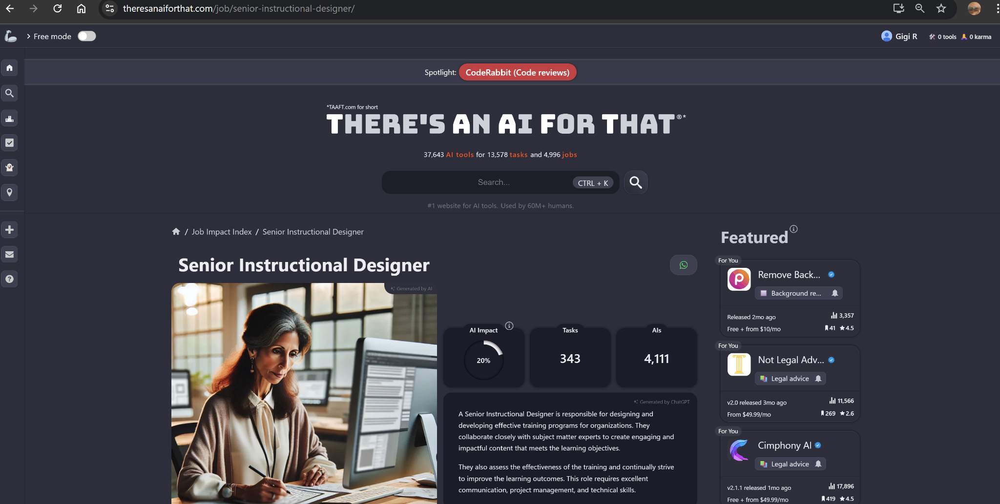 theresanaiforthat.com/job/senior-instructional-designer/
Free mode
Gigi R
0 tools
0 karma
Spotlight:
CodeRabbit (Code reviews)
*TAAFT.com for short
THERE'S AN AI FOR THAT®*
37,643 AI tools for 13,578 tasks and 4,996 jobs
Search...
CTRL + K
#1 website for AI tools. Used by 60M+ humans.
/ Job Impact Index / Senior Instructional Designer
Senior Instructional Designer
Generated by AI
AI Impact
20%
Tasks
343
AIs
4,111
Generated by ChatGPT
A Senior Instructional Designer is responsible for designing and
developing effective training programs for organizations. They
collaborate closely with subject matter experts to create engaging and
impactful content that meets the learning objectives.
They also assess the effectiveness of the training and continually strive
to improve the learning outcomes. This role requires excellent
communication, project management, and technical skills.
Featured
For You
Remove Back...
Background re...
Released 2mo ago
3,357
Free + from $10/mo
41
4.5
For You
Not Legal Adv...
Legal advice
v2.0 released 3mo ago
11,566
From $49.99/mo
269
2.6
For You
Cimphony AI
Legal advice
v2.1.1 released 1mo ago
17,896
Free + from $49.99/mo
419
4.5